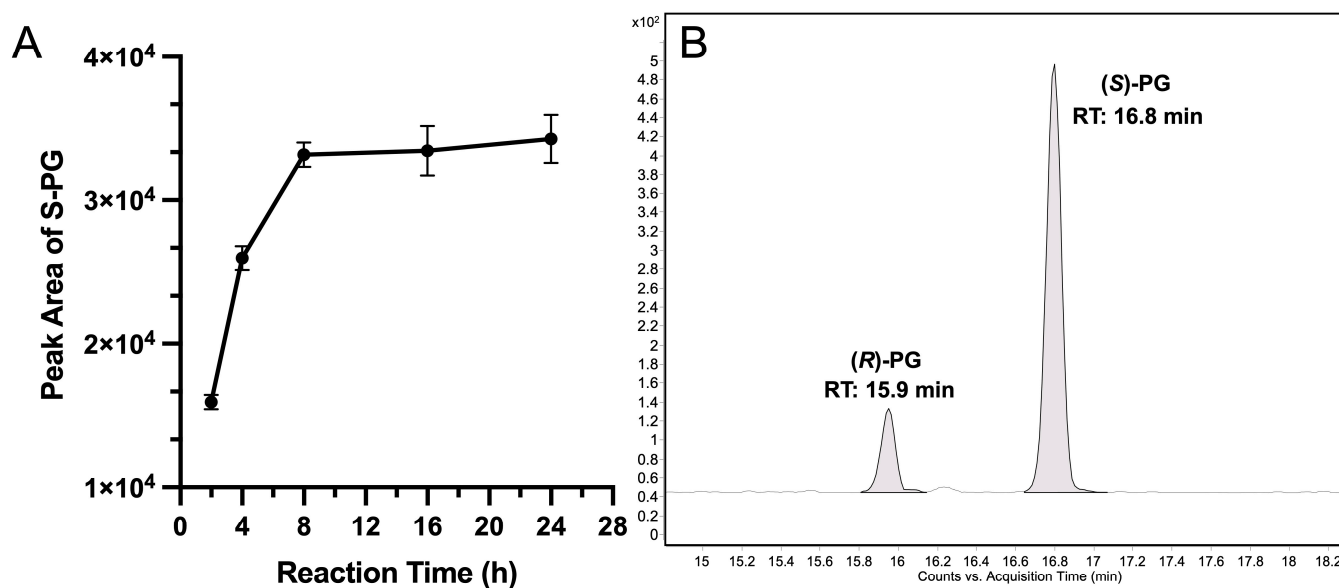 A
Peak Area of S-PG
4×10⁴
3×10⁴
2×10⁴
1×10⁴
0 4 8 12 16 20 24 28
Reaction Time (h)
B
x10²
5
4.8
4.6
4.4
4.2
4
3.8
3.6
3.4
3.2
3
2.8
2.6
2.4
2.2
2
1.8
1.6
1.4
1.2
1
0.8
0.6
0.4
0.2
0
(S)-PG
RT: 16.8 min
(R)-PG
RT: 15.9 min
15 15.2 15.4 15.6 15.8 16 16.2 16.4 16.6 16.8 17 17.2 17.4 17.6 17.8 18 18.2
Counts vs. Acquisition Time (min)